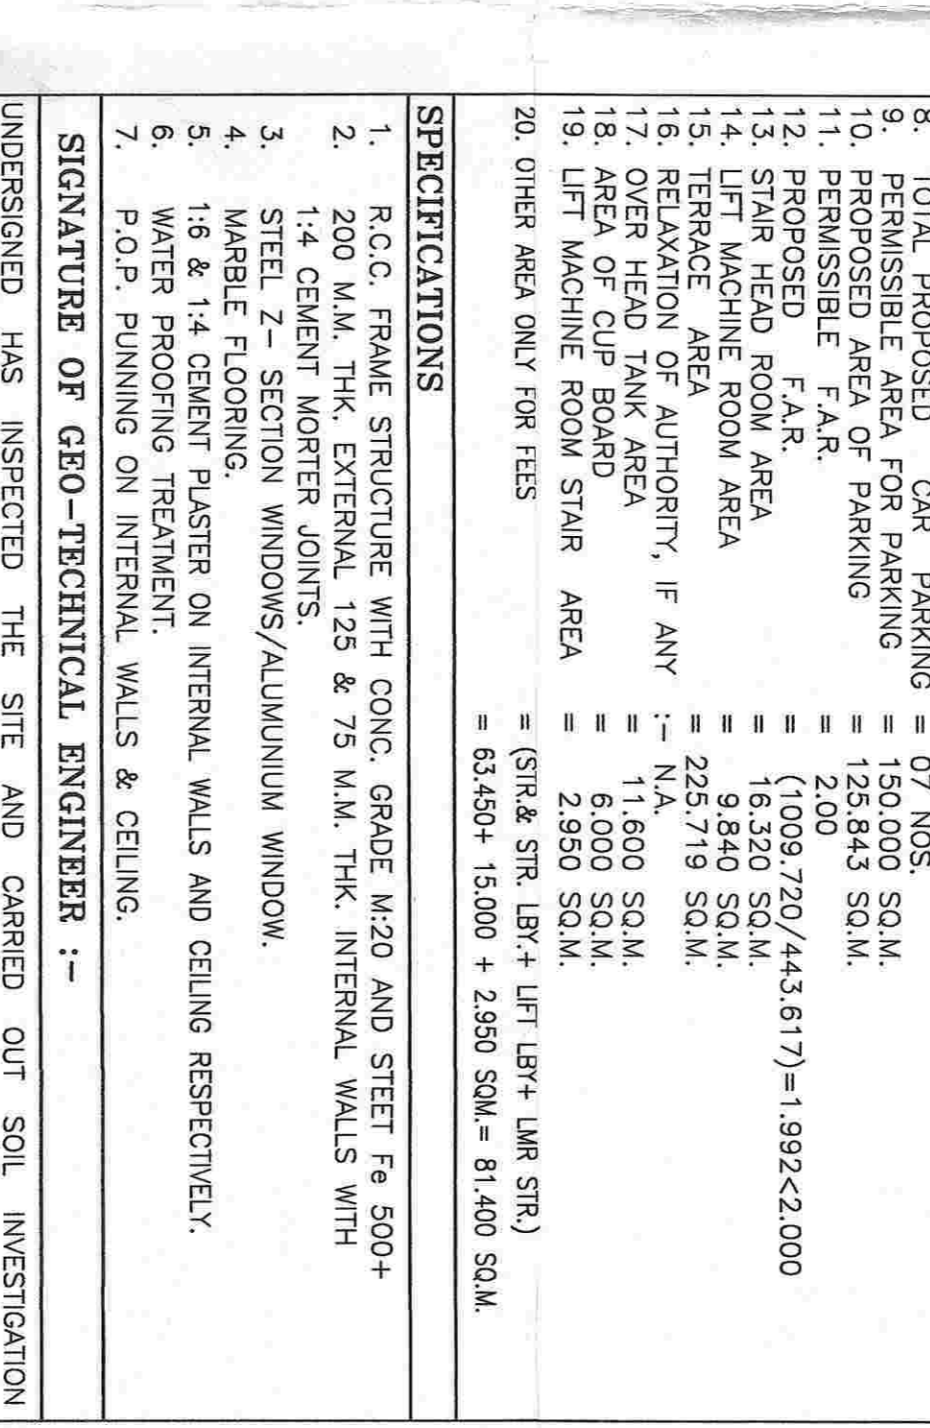 8. TOTAL PROPOSED CAR PARKING = 07 NOS.
9. PERMISSIBLE AREA FOR PARKING = 150.000 SQ.M.
10. PROPOSED AREA OF PARKING = 125.843 SQ.M.
11. PERMISSIBLE F.A.R. = 2.00
12. PROPOSED F.A.R. = (1009.720/443.617)=1.992<2.000
13. STAIR HEAD ROOM AREA = 16.320 SQ.M.
14. LIFT MACHINE ROOM AREA = 9.840 SQ.M.
15. TERRACE AREA = 225.719 SQ.M.
16. RELAXATION OF AUTHORITY, IF ANY :- N.A.
17. OVER HEAD TANK AREA = 11.600 SQ.M.
18. AREA OF CUP BOARD = 6.000 SQ.M.
19. LIFT MACHINE ROOM STAIR AREA = 2.950 SQ.M.
20. OTHER AREA ONLY FOR FEES = (STR.& STR. LBY.+ LIFT LBY+ LMR STR.)
= 63.450+ 15.000 + 2.950 SQM.= 81.400 SQ.M.
SPECIFICATIONS
1. R.C.C. FRAME STRUCTURE WITH CONC. GRADE M:20 AND STEET Fe 500+
2. 200 M.M. THK. EXTERNAL 125 & 75 M.M. THK. INTERNAL WALLS WITH
1:4 CEMENT MORTER JOINTS.
3. STEEL Z- SECTION WINDOWS/ALUMUNIUM WINDOW.
4. MARBLE FLOORING.
5. 1:6 & 1:4 CEMENT PLASTER ON INTERNAL WALLS AND CEILING RESPECTIVELY.
6. WATER PROOFING TREATMENT.
7. P.O.P. PUNNING ON INTERNAL WALLS & CEILING.
SIGNATURE OF GEO-TECHNICAL ENGINEER :-
UNDERSIGNED HAS INSPECTED THE SITE AND CARRIED OUT SOIL INVESTIGATION